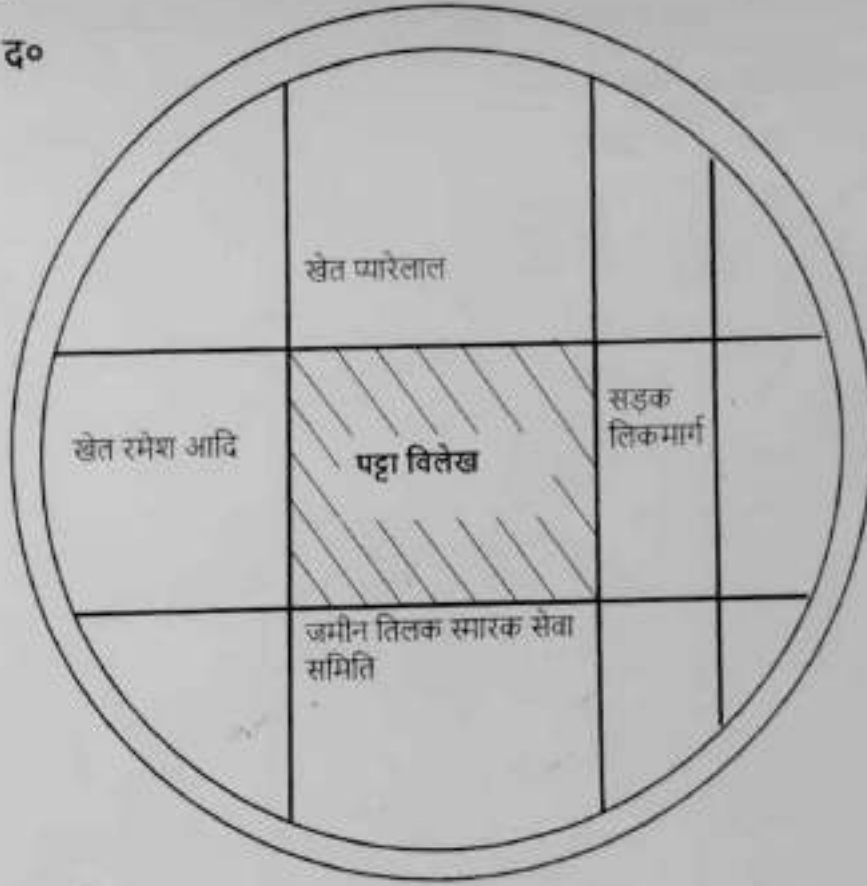 द०
खेत प्यारेलाल
खेत रमेश आदि
पट्टा विलेख
सड़क
लिकमार्ग
जमीन तिलक स्मारक सेवा
समिति